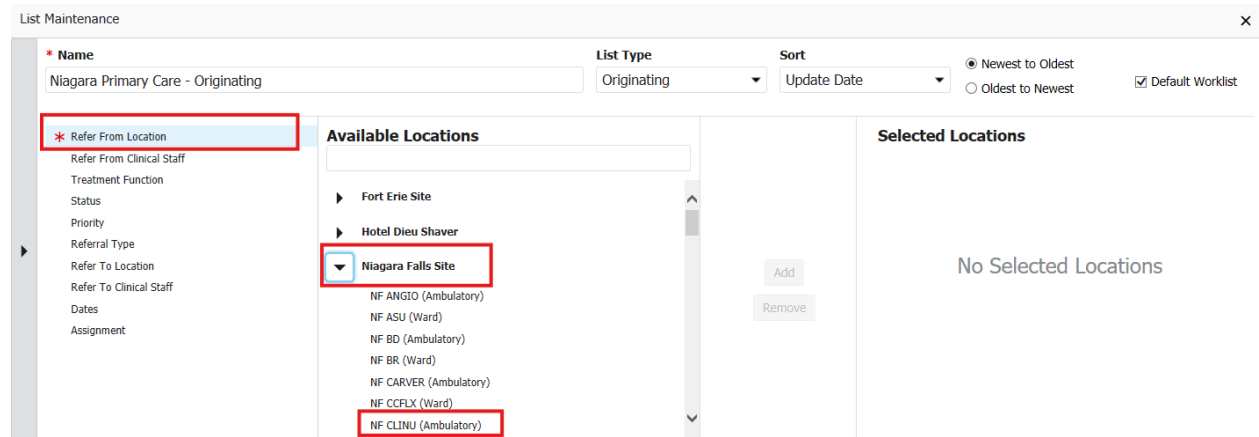 List Maintenance
* Name
Niagara Primary Care - Originating
List Type
Originating
Sort
Update Date
Newest to Oldest
Oldest to Newest
Default Worklist
* Refer From Location
Refer From Clinical Staff
Treatment Function
Status
Priority
Referral Type
Refer To Location
Refer To Clinical Staff
Dates
Assignment
Available Locations
Fort Erie Site
Hotel Dieu Shaver
Niagara Falls Site
NF ANGIO (Ambulatory)
NF ASU (Ward)
NF BD (Ambulatory)
NF BR (Ward)
NF CARVER (Ambulatory)
NF CCFLX (Ward)
NF CLINU (Ambulatory)
Add
Remove
Selected Locations
No Selected Locations